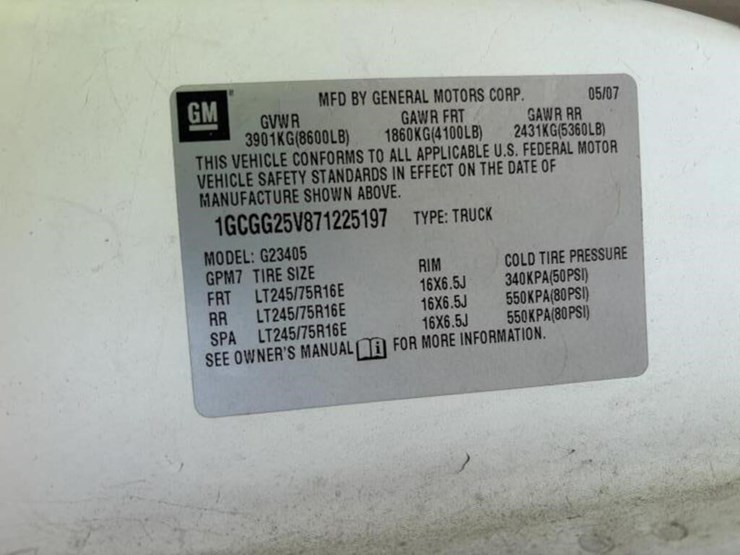 GM
MFD BY GENERAL MOTORS CORP. 05/07
GVWR GAWR FRT GAWR RR
3901KG(8600LB) 1860KG(4100LB) 2431KG(5360LB)
THIS VEHICLE CONFORMS TO ALL APPLICABLE U.S. FEDERAL MOTOR
VEHICLE SAFETY STANDARDS IN EFFECT ON THE DATE OF
MANUFACTURE SHOWN ABOVE.
1GCGG25V871225197 TYPE: TRUCK
MODEL: G23405
GPM7 TIRE SIZE RIM COLD TIRE PRESSURE
FRT LT245/75R16E 16X6.5J 340KPA(50PSI)
RR LT245/75R16E 16X6.5J 550KPA(80PSI)
SPA LT245/75R16E 16X6.5J 550KPA(80PSI)
SEE OWNER'S MANUAL i FOR MORE INFORMATION.